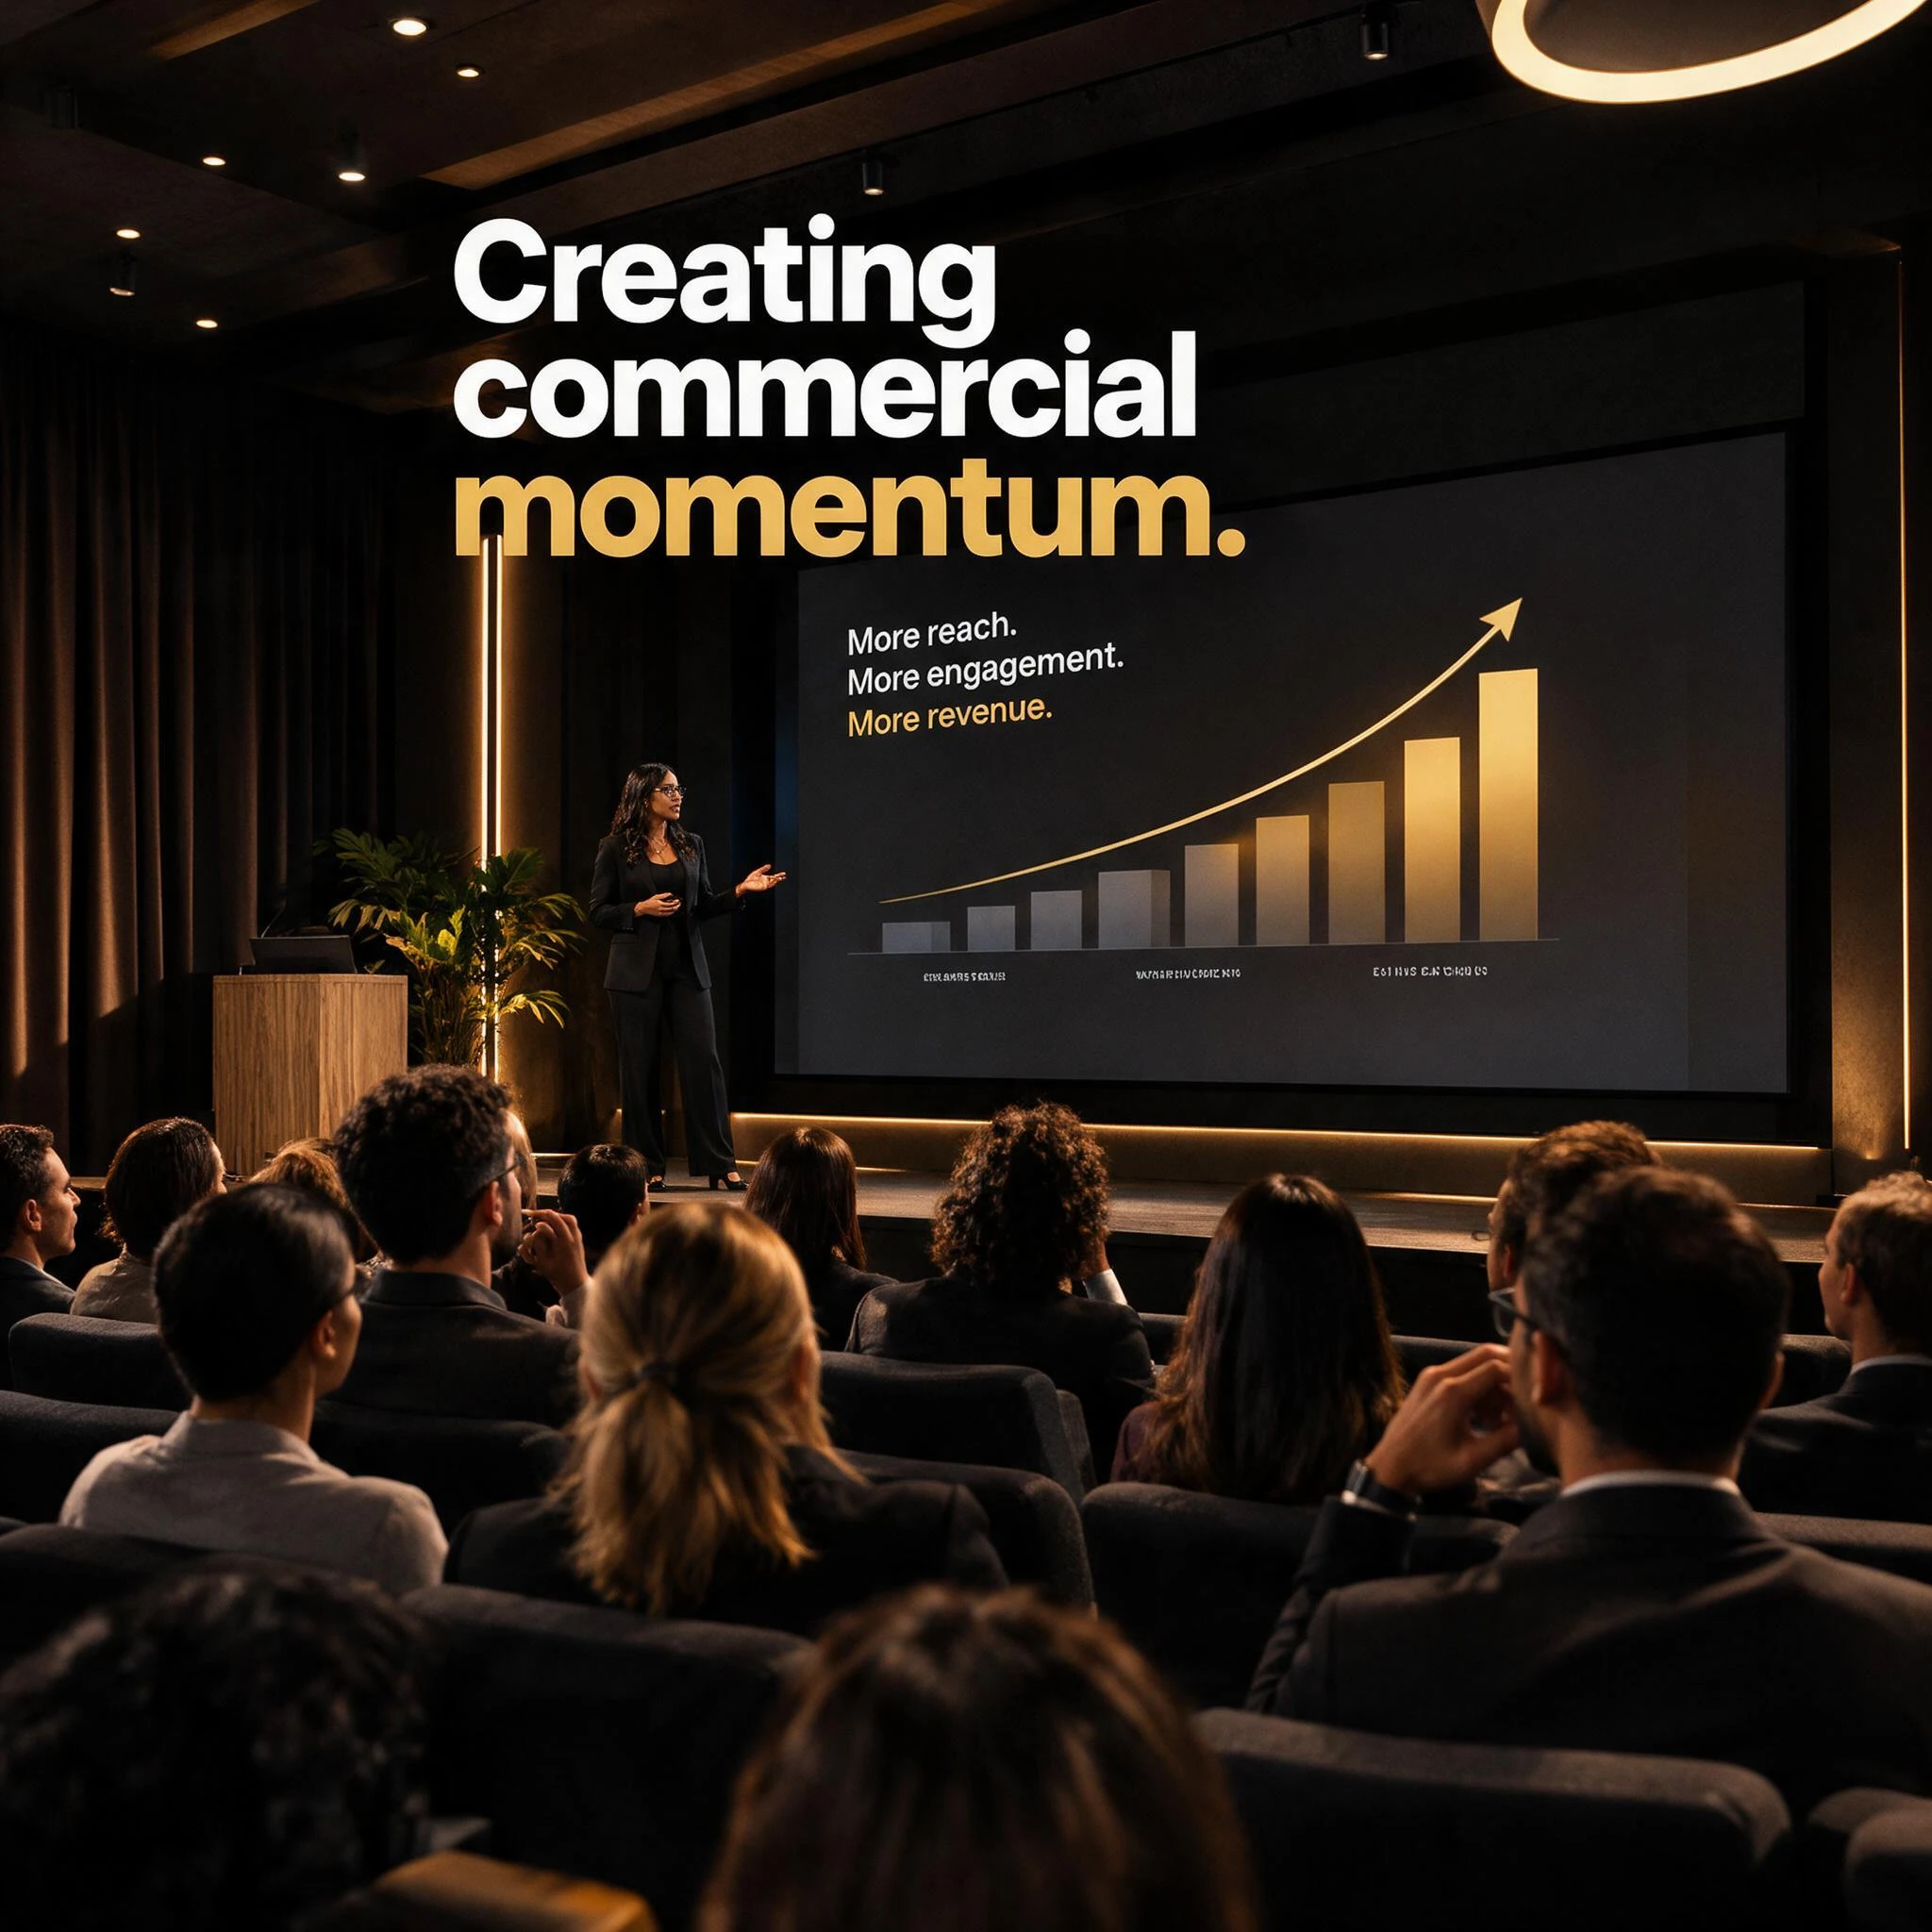 Creating
commercial
momentum.
More reach.
More engagement.
More revenue.